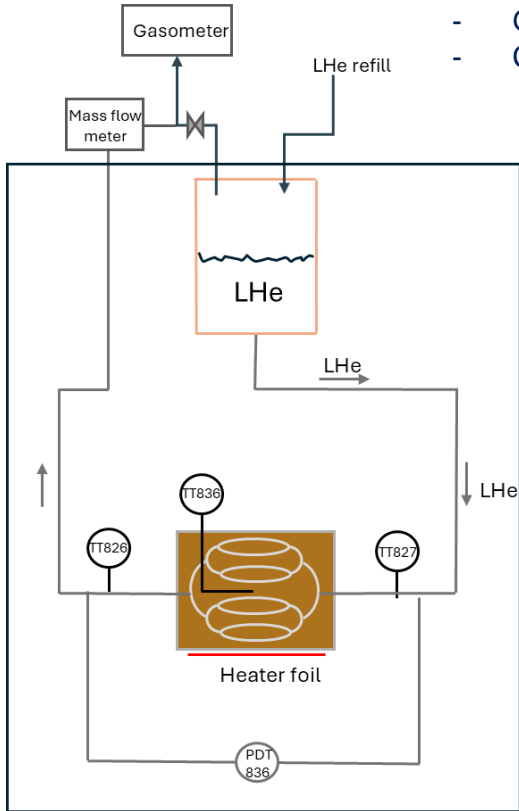 Gasometer
LHe refill
Mass flow
meter
LHe
LHe
LHe
TT836
TT826
TT827
Heater foil
PDT
836